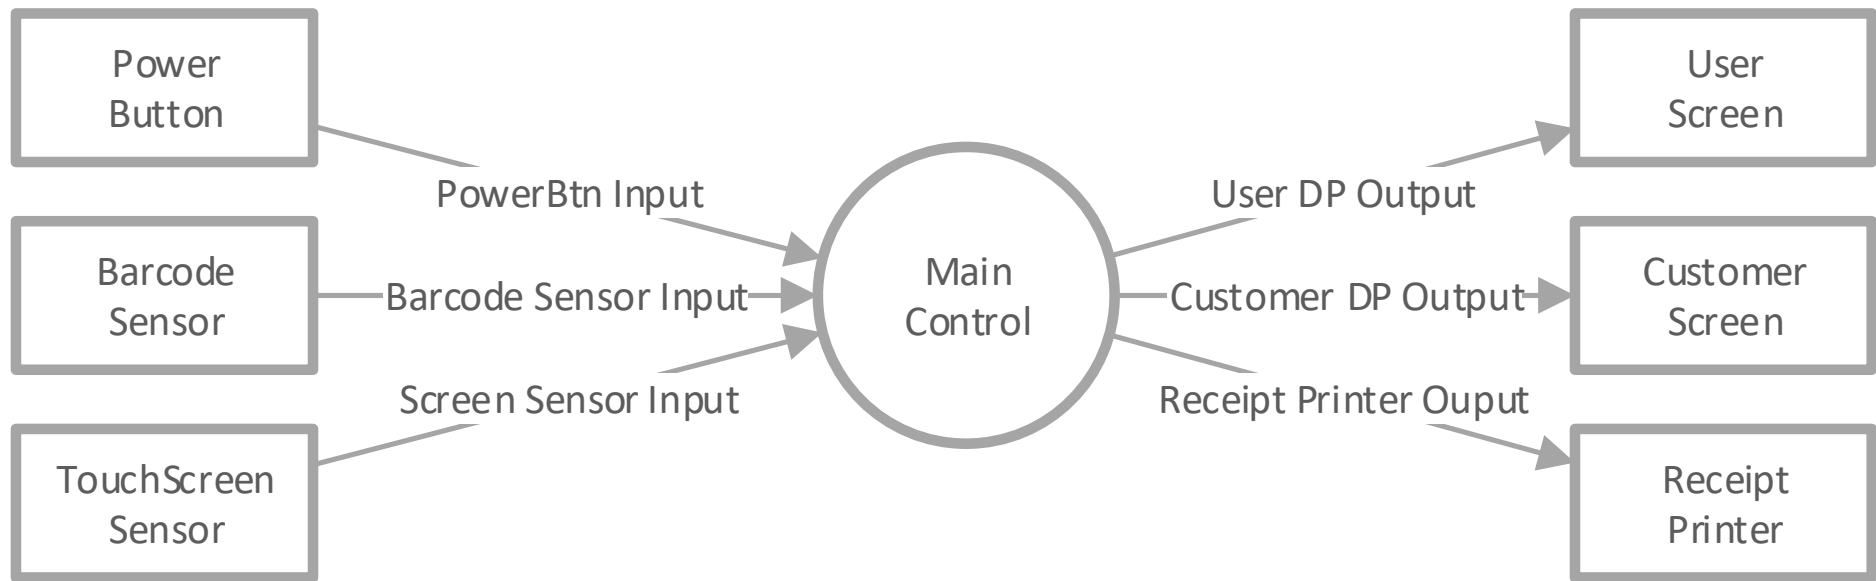 Power
Button
User
Screen
PowerBtn Input
User DP Output
Barcode
Sensor
Barcode Sensor Input
Main
Control
Customer DP Output
Customer
Screen
Screen Sensor Input
Receipt Printer Ouput
TouchScreen
Sensor
Receipt
Printer